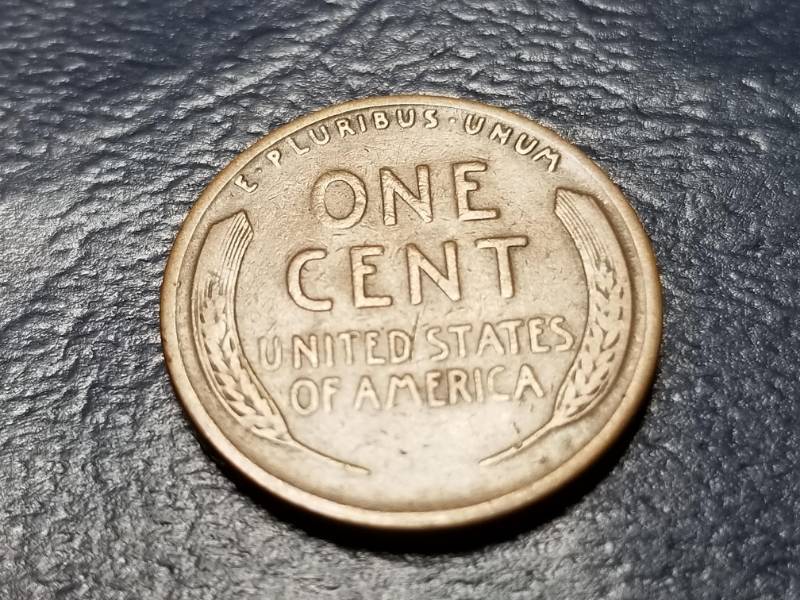 E·PLURIBUS·UNUM
ONE
CENT
UNITED STATES
OF AMERICA